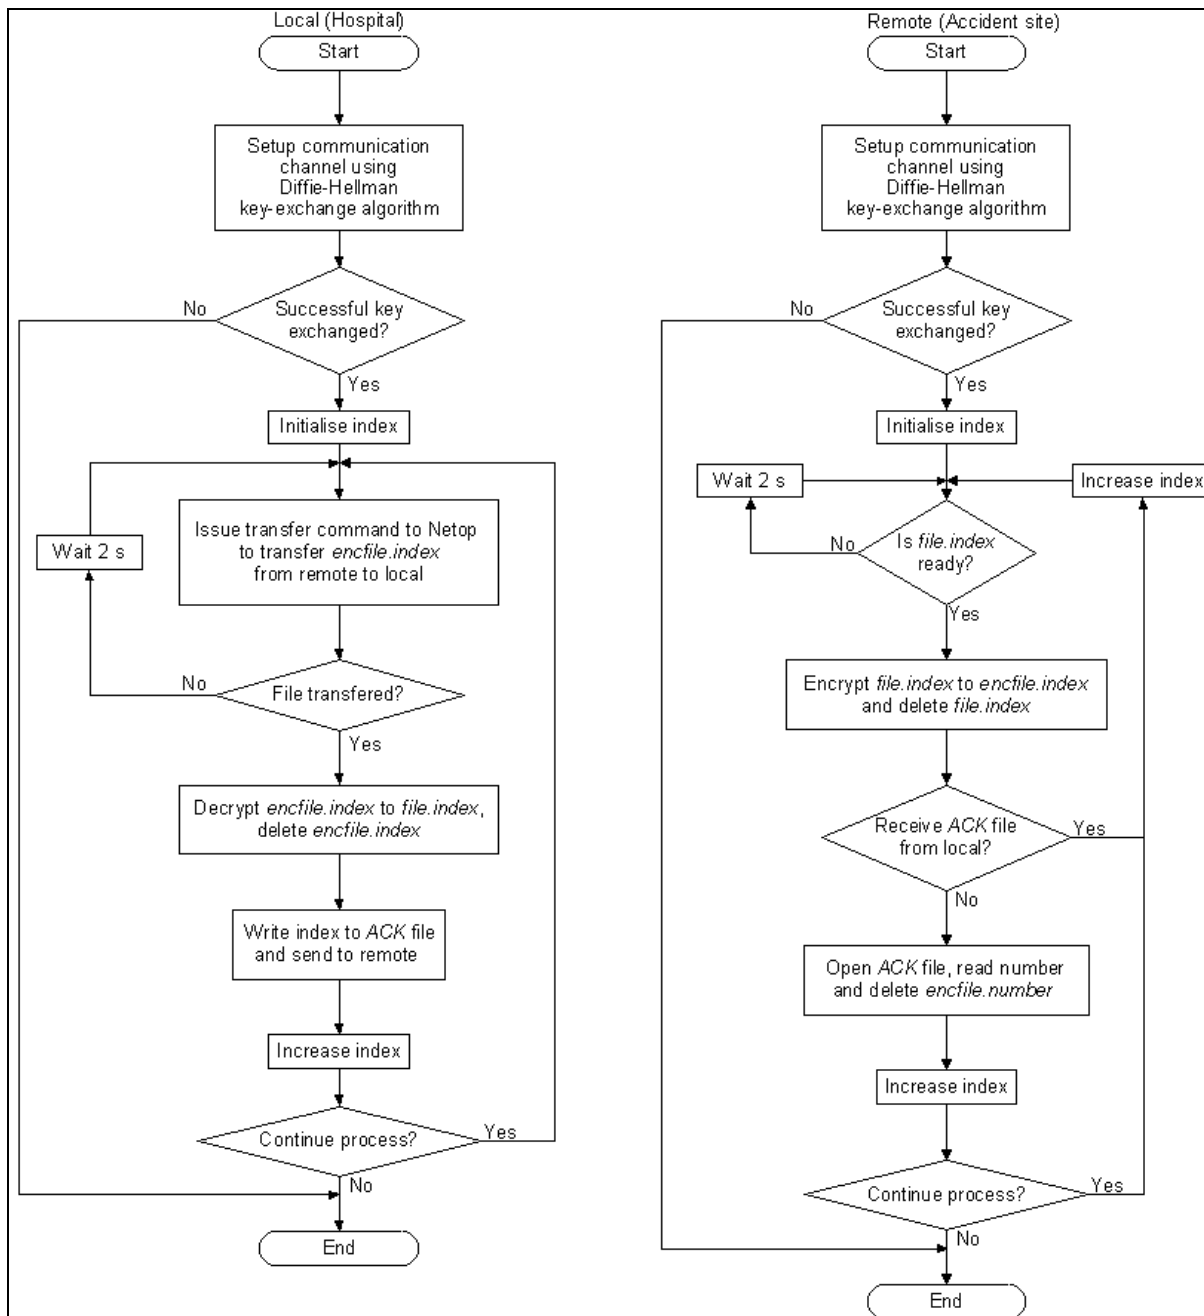 Local (Hospital)
Start
Setup communication
channel using
Diffie-Hellman
key-exchange algorithm
Successful key
exchanged?
No
Yes
Initialise index
Issue transfer command to Netop
to transfer encfile.index
from remote to local
Wait 2 s
File transfered?
No
Yes
Decrypt encfile.index to file.index,
delete encfile.index
Write index to ACK file
and send to remote
Increase index
Continue process?
Yes
No
End
Remote (Accident site)
Start
Setup communication
channel using
Diffie-Hellman
key-exchange algorithm
Successful key
exchanged?
No
Yes
Initialise index
Wait 2 s
Increase index
Is file.index
ready?
No
Yes
Encrypt file.index to encfile.index
and delete file.index
Receive ACK file
from local?
Yes
No
Open ACK file, read number
and delete encfile.number
Increase index
Continue process?
Yes
No
End